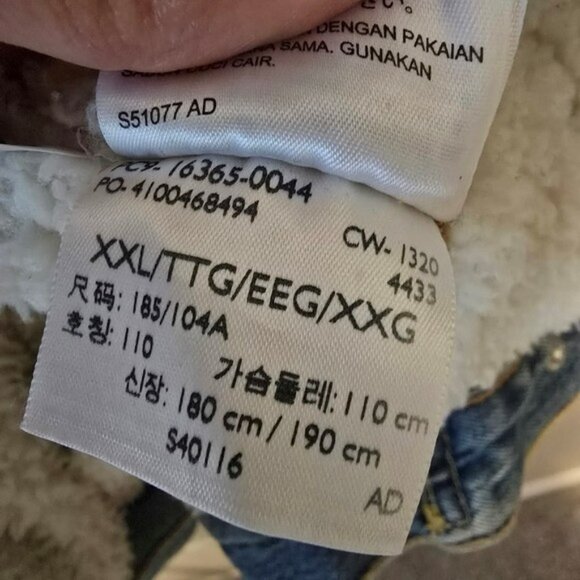 い。
DENGAN PAKAIAN
SAMA. GUNAKAN
CAIR.
S51077 AD
PC9- 16365-0044
PO- 4100468494
CW- 1320
4433
XXL/TTG/EEG/XXG
尺码: 185/104A
호칭: 110
가슴둘레: 110 cm
신장: 180 cm / 190 cm
S40116
AD